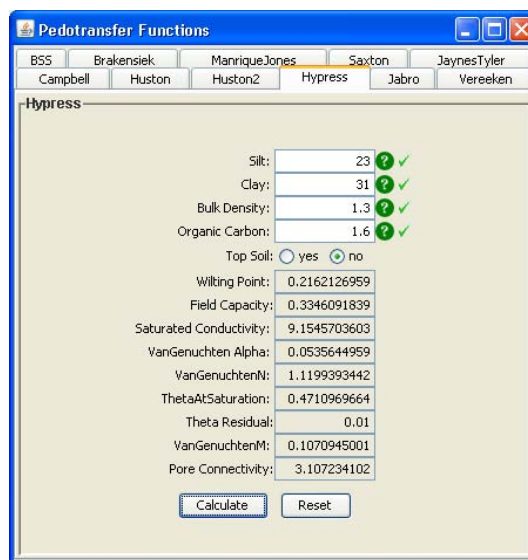 Pedotransfer Functions
BSS Brakensiek ManriqueJones Saxton JaynesTyler
Campbell Huston Huston2 Hypress Jabro Vereeken
Hypress
Silt: 23 ?
Clay: 31 ?
Bulk Density: 1.3 ?
Organic Carbon: 1.6 ?
Top Soil: yes no
Wilting Point: 0.2162126959
Field Capacity: 0.3346091839
Saturated Conductivity: 9.1545703603
VanGenuchten Alpha: 0.0535644959
VanGenuchtenN: 1.1199393442
ThetaAtSaturation: 0.4710969664
Theta Residual: 0.01
VanGenuchtenM: 0.1070945001
Pore Connectivity: 3.107234102
Calculate Reset